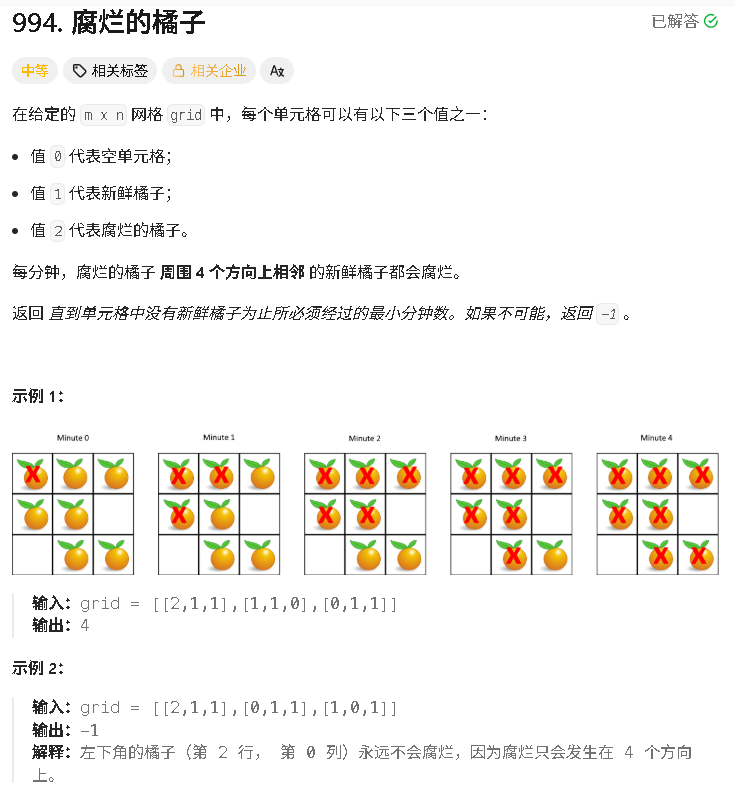 994. 腐烂的橘子
已解答
中等 相关标签 相关企业 Aあ
在给定的 m x n 网格 grid 中，每个单元格可以有以下三个值之一：
• 值 0 代表空单元格；
• 值 1 代表新鲜橘子；
• 值 2 代表腐烂的橘子。
每分钟，腐烂的橘子 周围 4 个方向上相邻 的新鲜橘子都会腐烂。
返回 直到单元格中没有新鲜橘子为止所必须经过的最小分钟数。如果不可能，返回 -1 。
示例 1：
Minute 0 Minute 1 Minute 2 Minute 3 Minute 4
输入：grid = [[2,1,1],[1,1,0],[0,1,1]]
输出：4
示例 2：
输入：grid = [[2,1,1],[0,1,1],[1,0,1]]
输出：-1
解释：左下角的橘子（第 2 行， 第 0 列）永远不会腐烂，因为腐烂只会发生在 4 个方向
上。